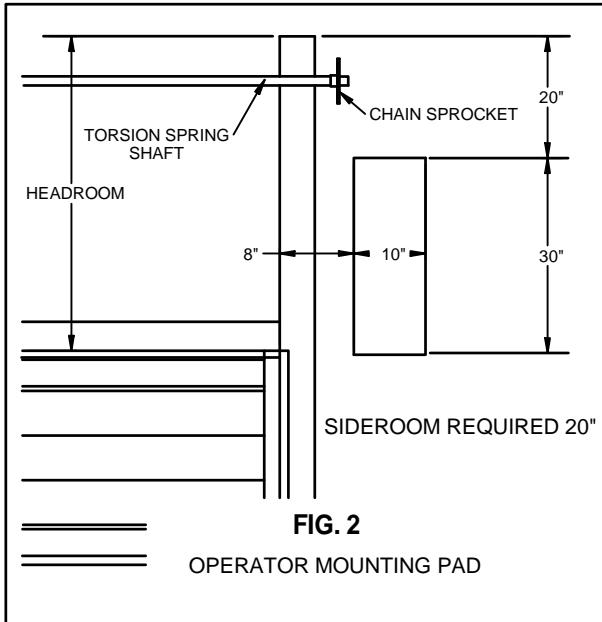 20"
CHAIN SPROCKET
TORSION SPRING
SHAFT
HEADROOM
8"
10"
30"
SIDEROOM REQUIRED 20"
FIG. 2
OPERATOR MOUNTING PAD